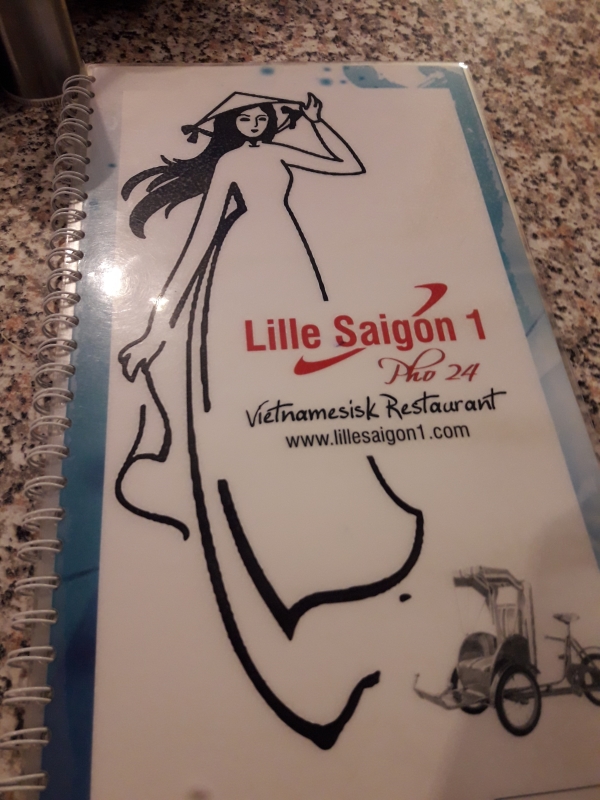 Lille Saigon 1
Pho 24
Vietnamesisk Restaurant
www.lillesaigon1.com